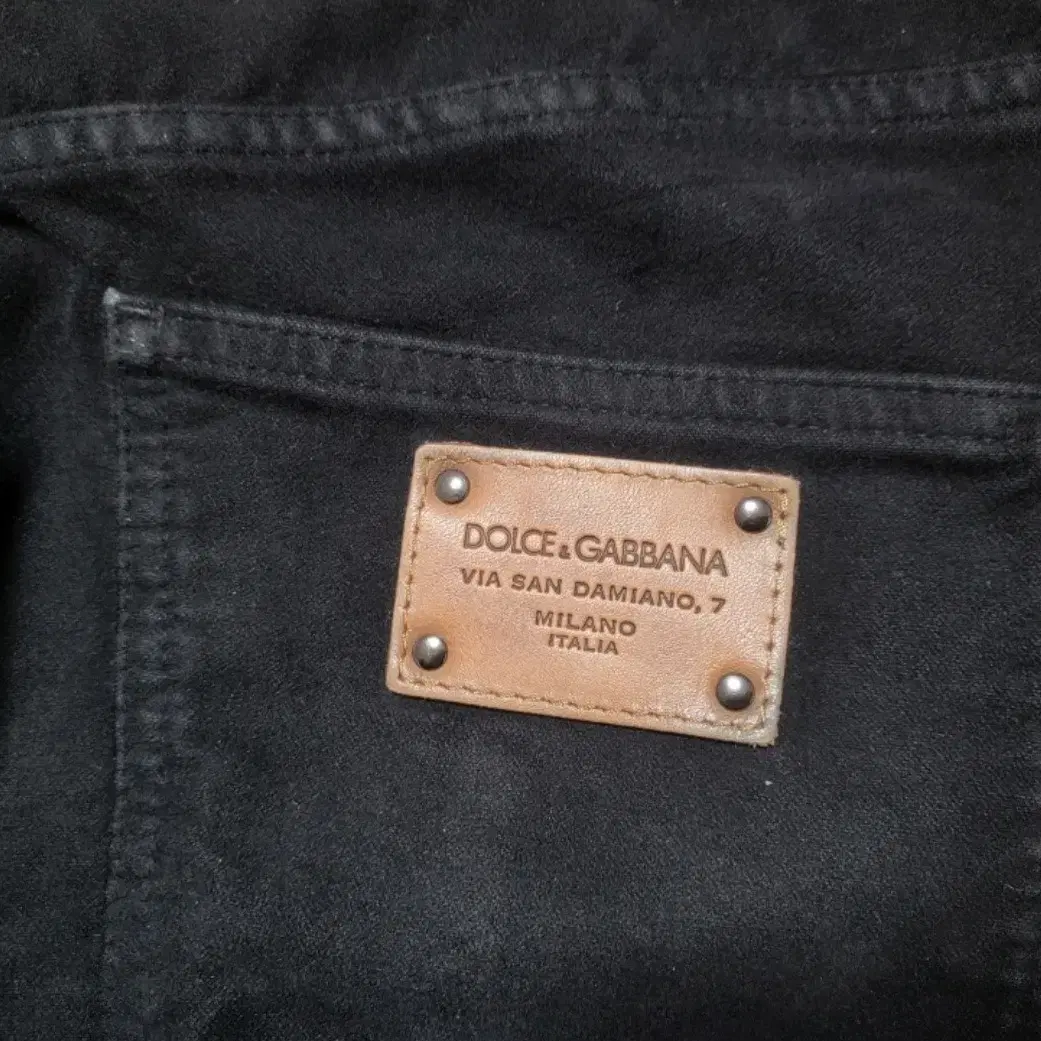 DOLCE & GABBANA
VIA SAN DAMIANO, 7
MILANO
ITALIA